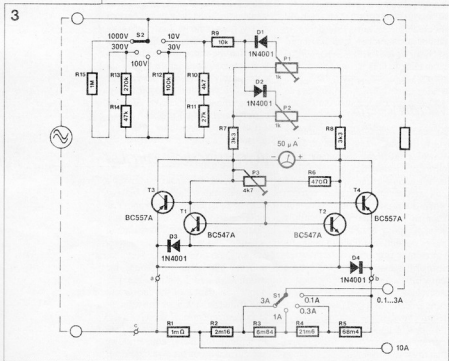 3
1000V S2 10V R9 D1
300V 30V 10k P1
100V 1N4001 1k
R15 R13 R12 R10 D2
1M 270k 100k 4k7 P2
1N4001 1k
R14 R11
47k 27k R7 R8
3k3 3k3
50 μA
- +
P3 R6
T3 4k7 470Ω T4
T1 T2
BC557A BC547A BC547A BC557A
D3
1N4001 D4
1N4001
a b
S1
3A 0.1A 0.1...3A
1A 0.3A
c R1 R2 R3 R4 R5
1mΩ 2m16 6m84 21m6 58m4
10A